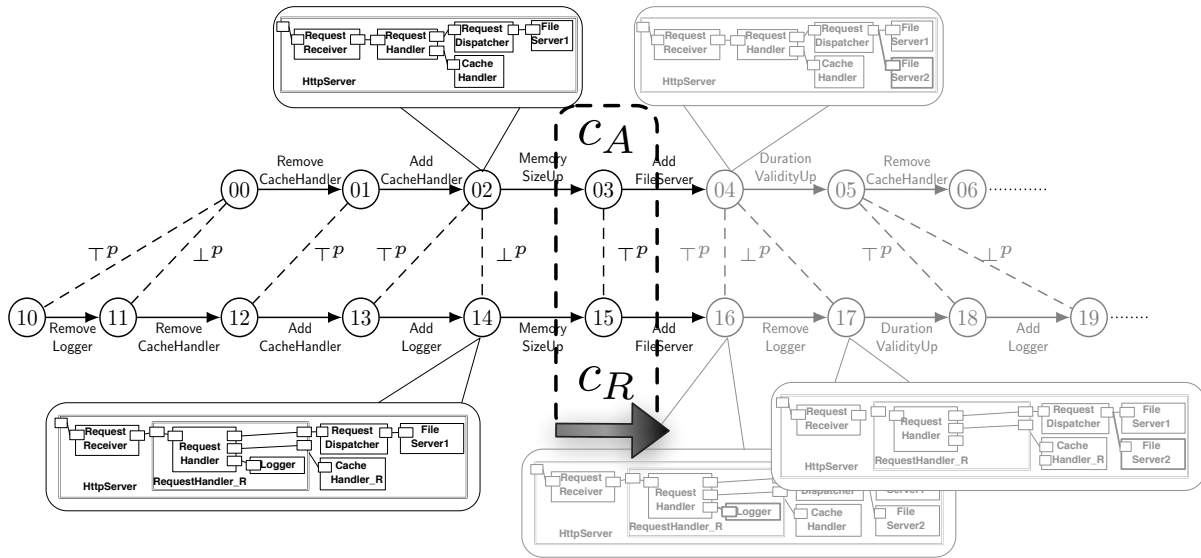 Request
Receiver
Request
Handler
Request
Dispatcher
File
Server1
Cache
Handler
HttpServer
Request
Receiver
Request
Handler
Request
Dispatcher
File
Server1
Cache
Handler
File
Server2
HttpServer
c_A
Remove
CacheHandler
Add
CacheHandler
Memory
SizeUp
Add
FileServer
Duration
ValidityUp
Remove
CacheHandler
00 01 02 03 04 05 06
⊤p ⊥p ⊤p ⊤p ⊥p ⊤p ⊤p ⊥p ⊤p ⊥p
10 11 12 13 14 15 16 17 18 19
Remove
Logger
Remove
CacheHandler
Add
CacheHandler
Add
Logger
Memory
SizeUp
Add
FileServer
Remove
Logger
Duration
ValidityUp
Add
Logger
c_R
Request
Receiver
Request
Handler
Logger
Request
Dispatcher
File
Server1
Cache
Handler_R
HttpServer
RequestHandler_R
Request
Receiver
Request
Handler
Request
Dispatcher
File
Server1
Cache
Handler_R
File
Server2
RequestHandler_R
HttpServer
Request
Receiver
Request
Handler
Logger
Dispatcher
Cache
Handler
File
Server2
RequestHandler_R
HttpServer